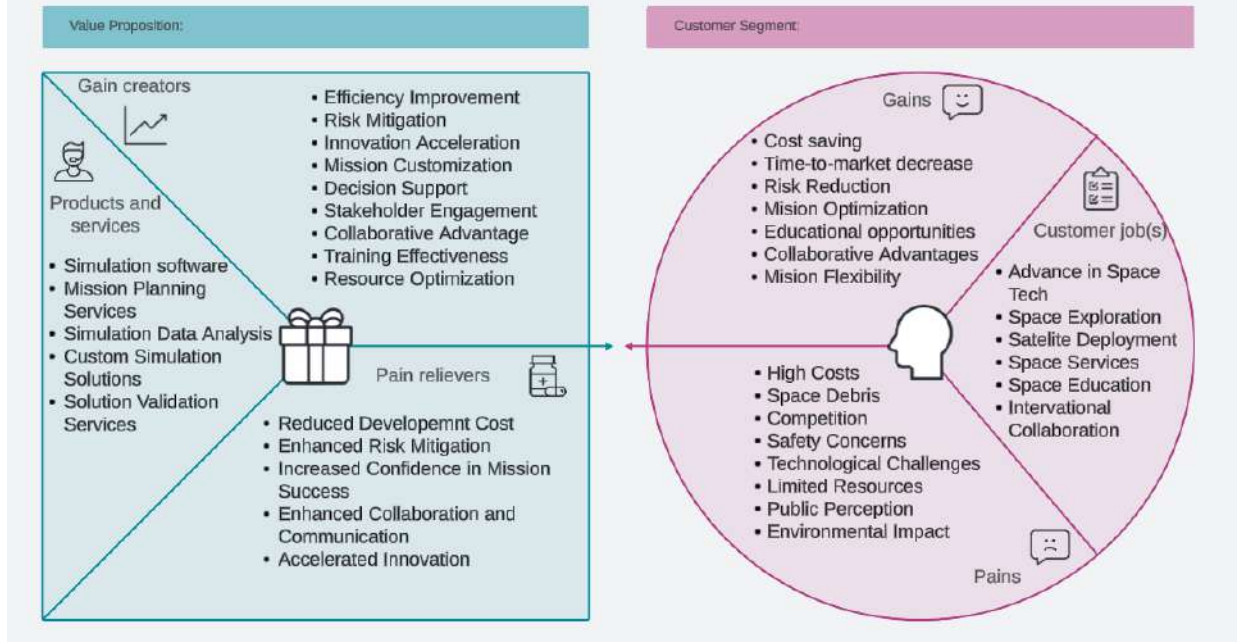 Value Proposition:
Customer Segment:
Gain creators
• Efficiency Improvement
• Risk Mitigation
• Innovation Acceleration
• Mission Customization
• Decision Support
• Stakeholder Engagement
• Collaborative Advantage
• Training Effectiveness
• Resource Optimization
Products and
services
• Simulation software
• Mission Planning
Services
• Simulation Data Analysis
• Custom Simulation
Solutions
• Solution Validation
Services
Pain relievers
• Reduced Developemnt Cost
• Enhanced Risk Mitigation
• Increased Confidence in Mission
Success
• Enhanced Collaboration and
Communication
• Accelerated Innovation
Gains
• Cost saving
• Time-to-market decrease
• Risk Reduction
• Mision Optimization
• Educational opportunities
• Collaborative Advantages
• Mision Flexibility
Customer job(s)
• Advance in Space
Tech
• Space Exploration
• Satelite Deployment
• Space Services
• Space Education
• Intervational
Collaboration
• High Costs
• Space Debris
• Competition
• Safety Concerns
• Technological Challenges
• Limited Resources
• Public Perception
• Environmental Impact
Pains